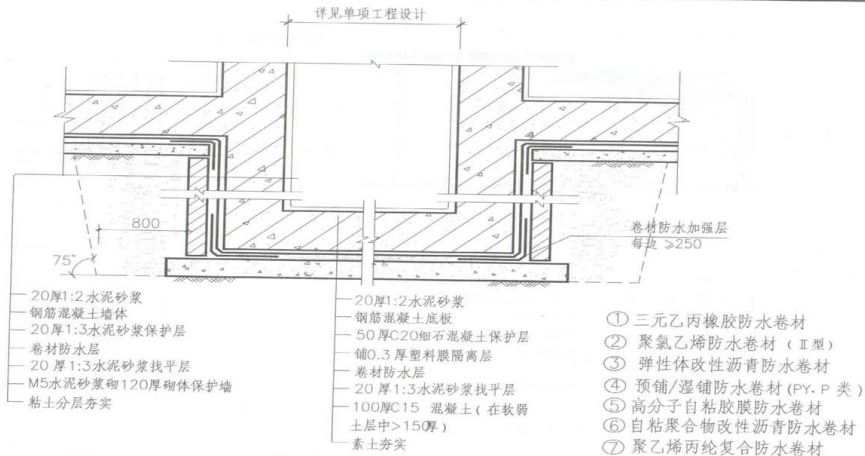 详见单项工程设计
800
75°
卷材防水加强层
每边 ≥250
20厚1:2水泥砂浆
钢筋混凝土墙体
20厚1:3水泥砂浆保护层
卷材防水层
20厚1:3水泥砂浆找平层
M5水泥砂浆砌120厚砌体保护墙
粘土分层夯实
20厚1:2水泥砂浆
钢筋混凝土底板
50厚C20细石混凝土保护层
铺0.3厚塑料膜隔离层
卷材防水层
20厚1:3水泥砂浆找平层
100厚C15 混凝土(在软弱
土层中>150厚)
素土夯实
① 三元乙丙橡胶防水卷材
② 聚氯乙烯防水卷材(Ⅱ型)
③ 弹性体改性沥青防水卷材
④ 预铺/湿铺防水卷材(PY-P类)
⑤ 高分子自粘胶膜防水卷材
⑥ 自粘聚合物改性沥青防水卷材
⑦ 聚乙烯丙纶复合防水卷材